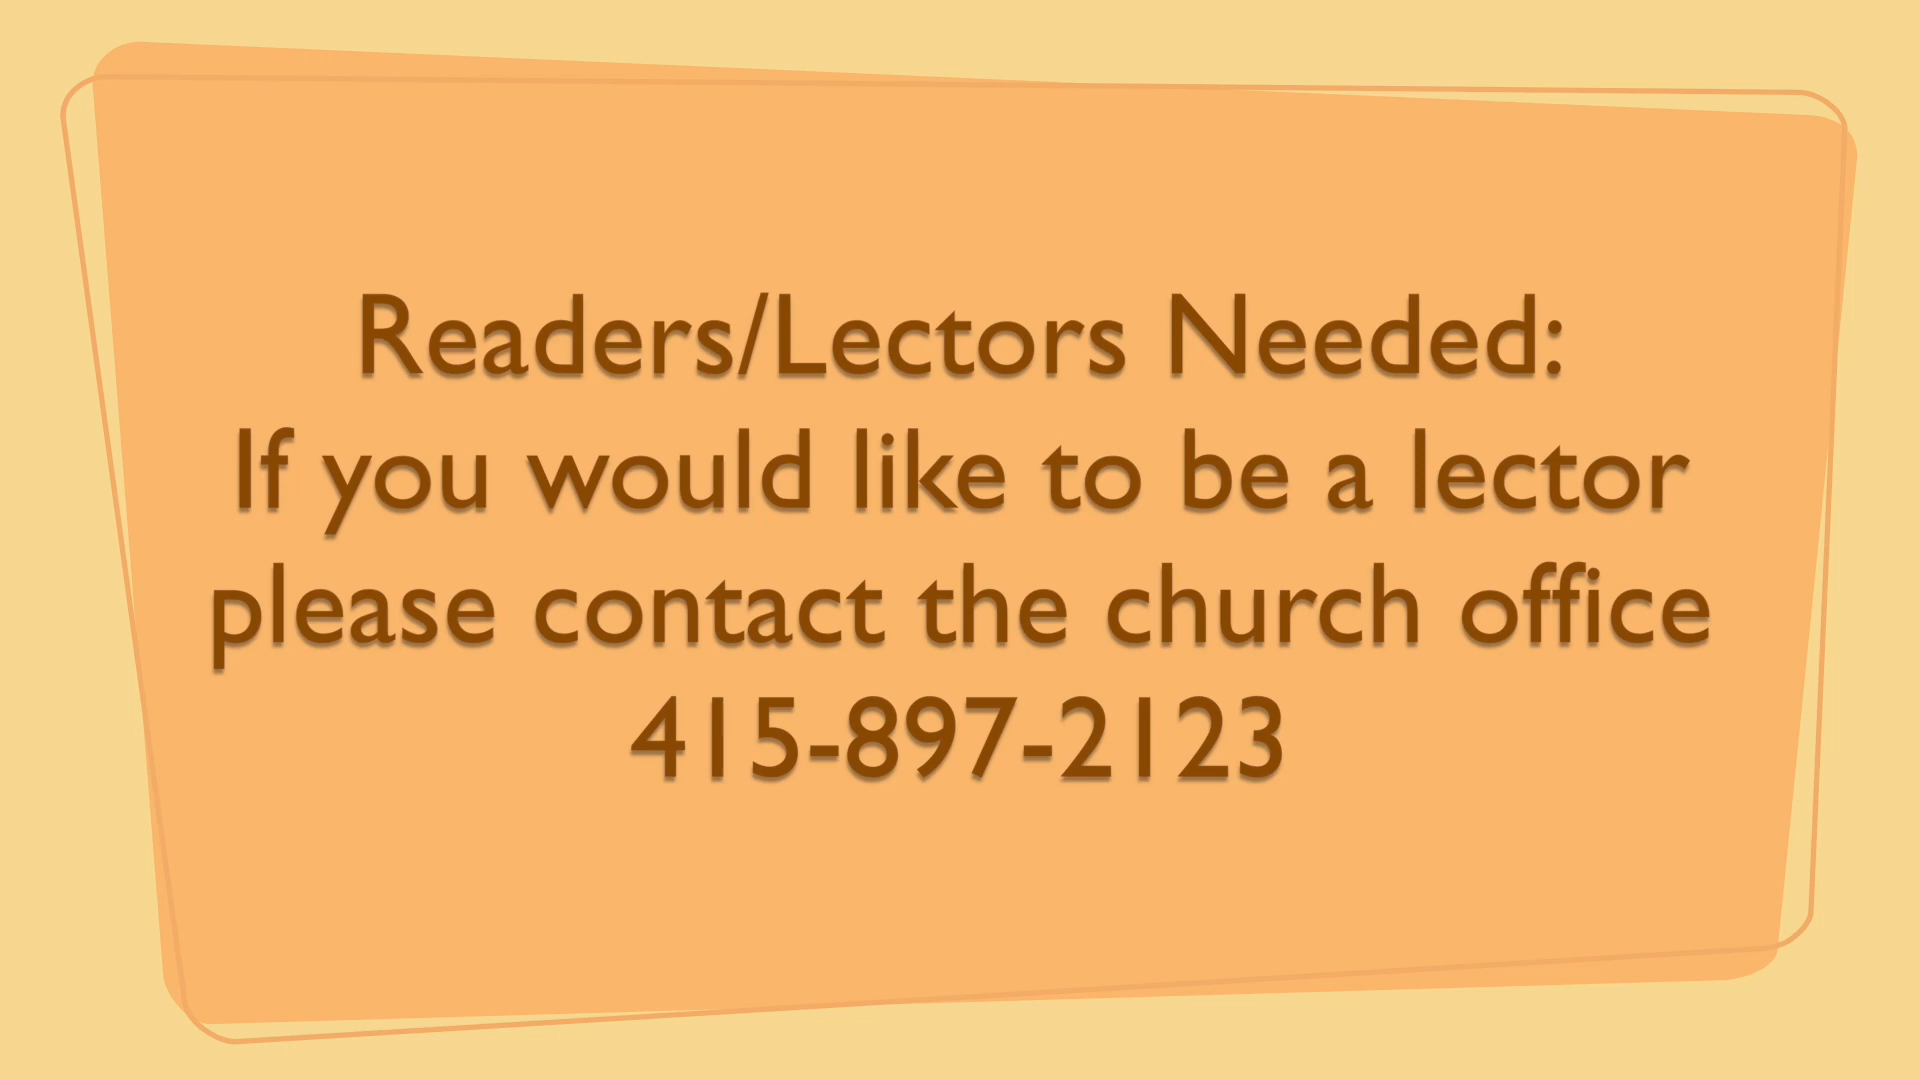 Readers/Lectors Needed:
If you would like to be a lector
please contact the church office
415-897-2123